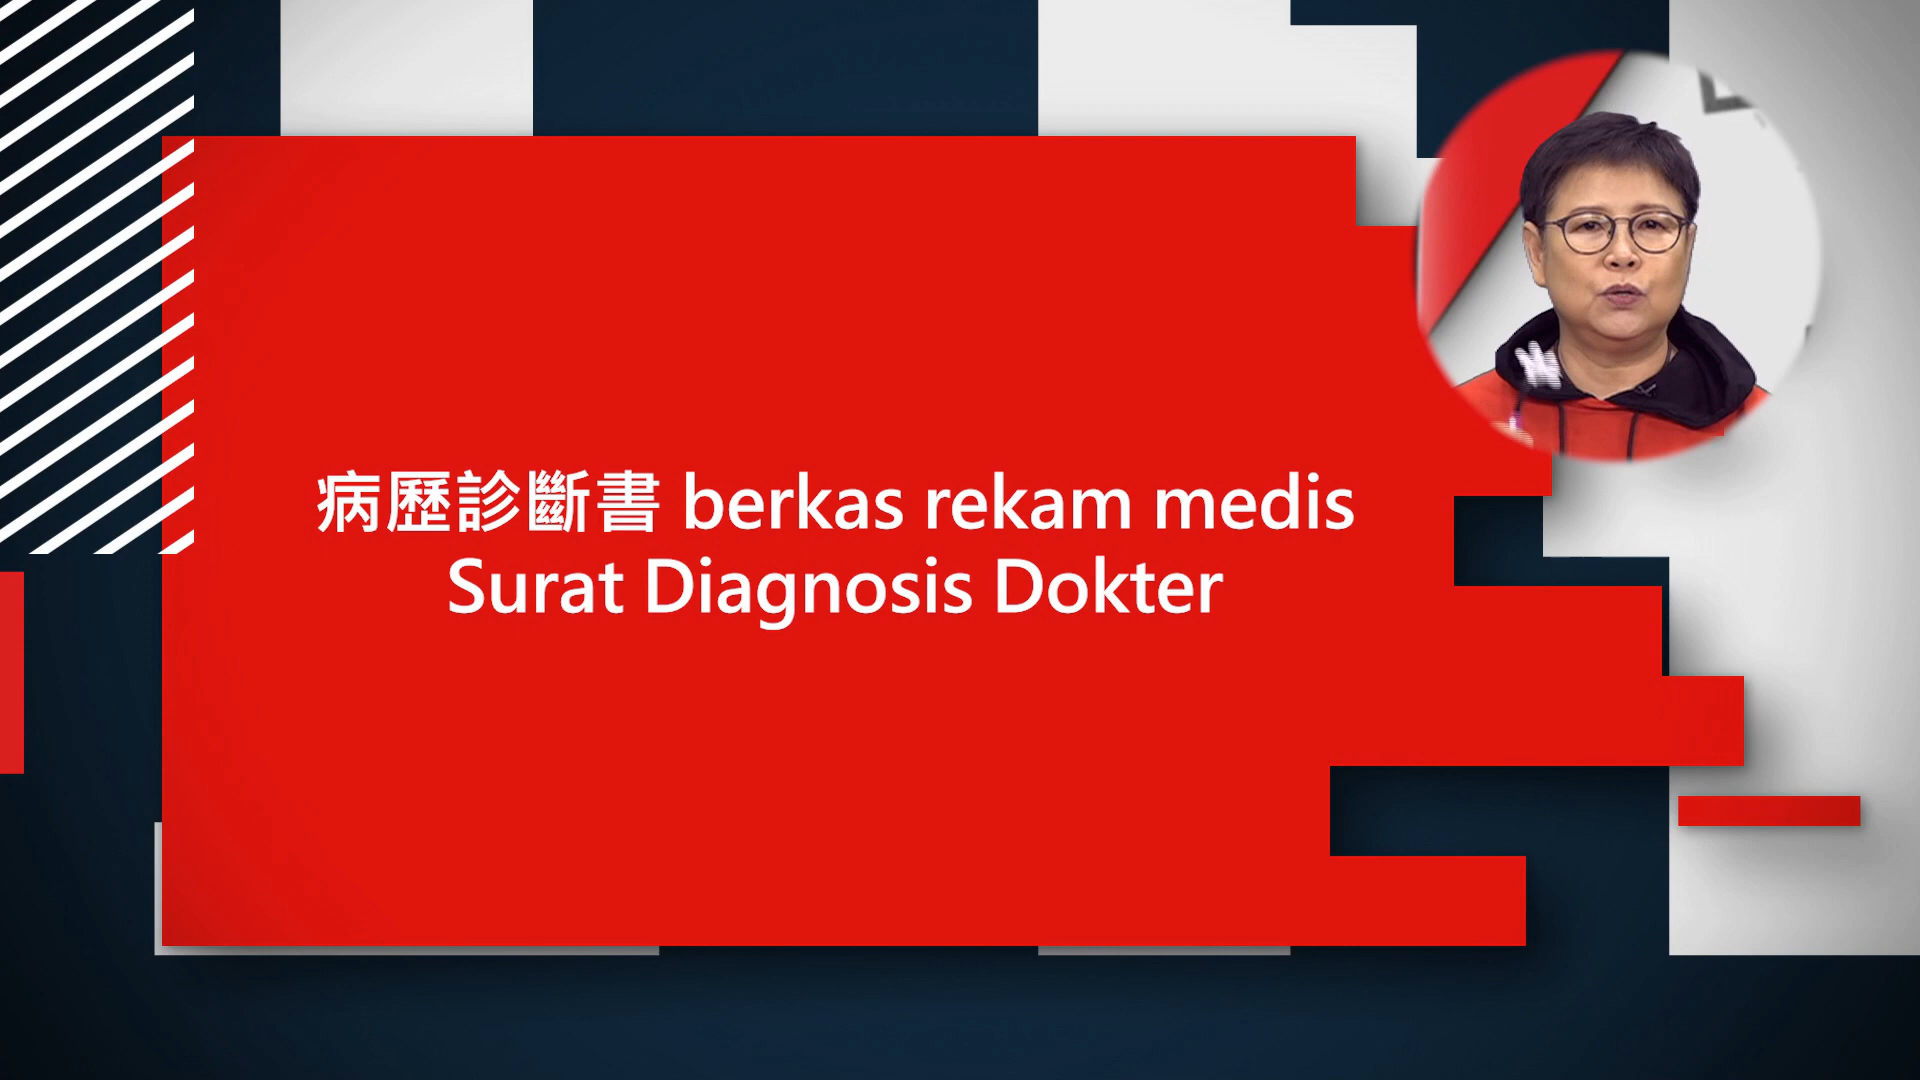 病歷診斷書 berkas rekam medis
Surat Diagnosis Dokter